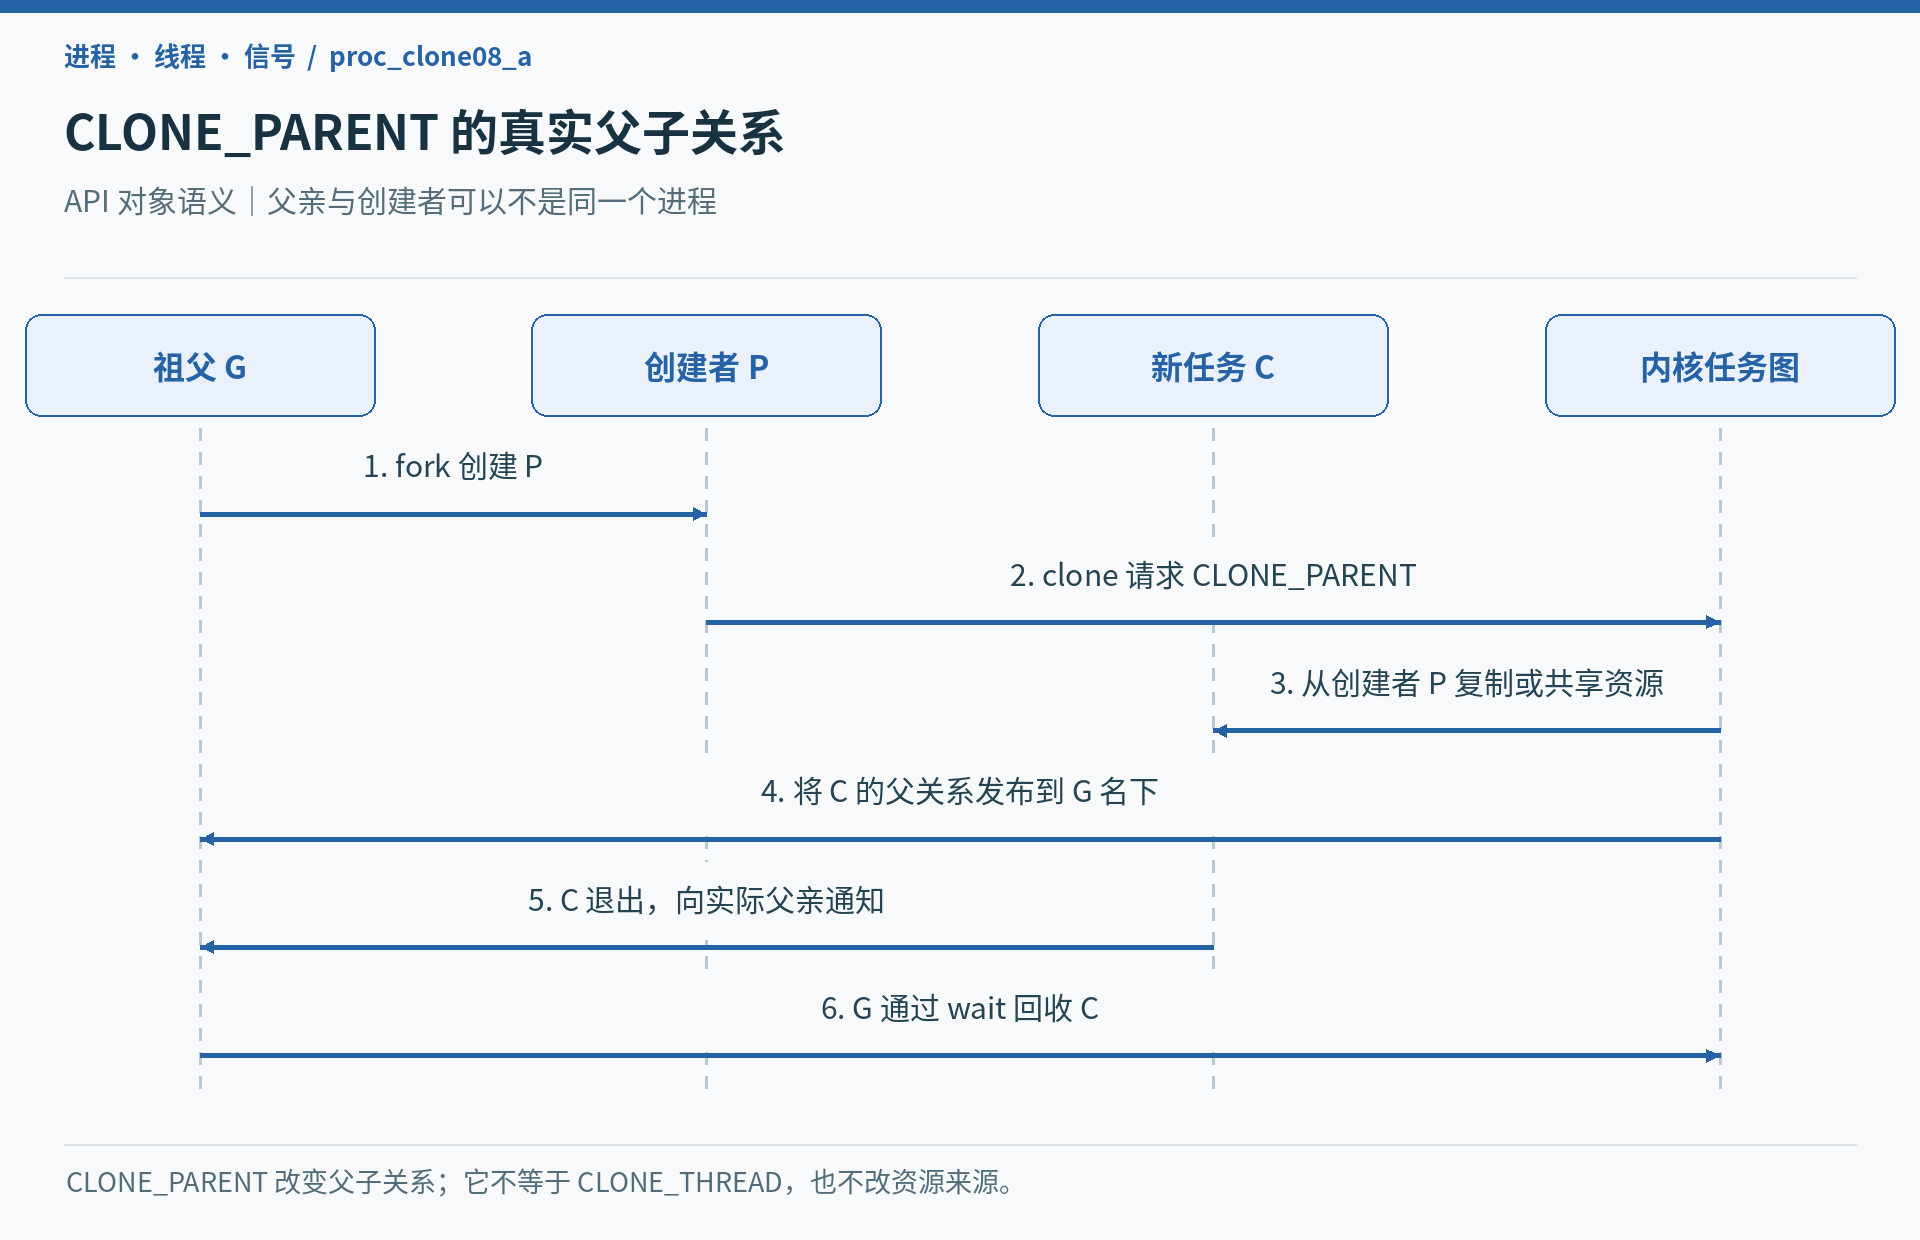 进程 · 线程 · 信号 / proc_clone08_a
CLONE_PARENT 的真实父子关系
API 对象语义｜父亲与创建者可以不是同一个进程
祖父 G
创建者 P
新任务 C
内核任务图
1. fork 创建 P
2. clone 请求 CLONE_PARENT
3. 从创建者 P 复制或共享资源
4. 将 C 的父关系发布到 G 名下
5. C 退出，向实际父亲通知
6. G 通过 wait 回收 C
CLONE_PARENT 改变父子关系；它不等于 CLONE_THREAD，也不改资源来源。